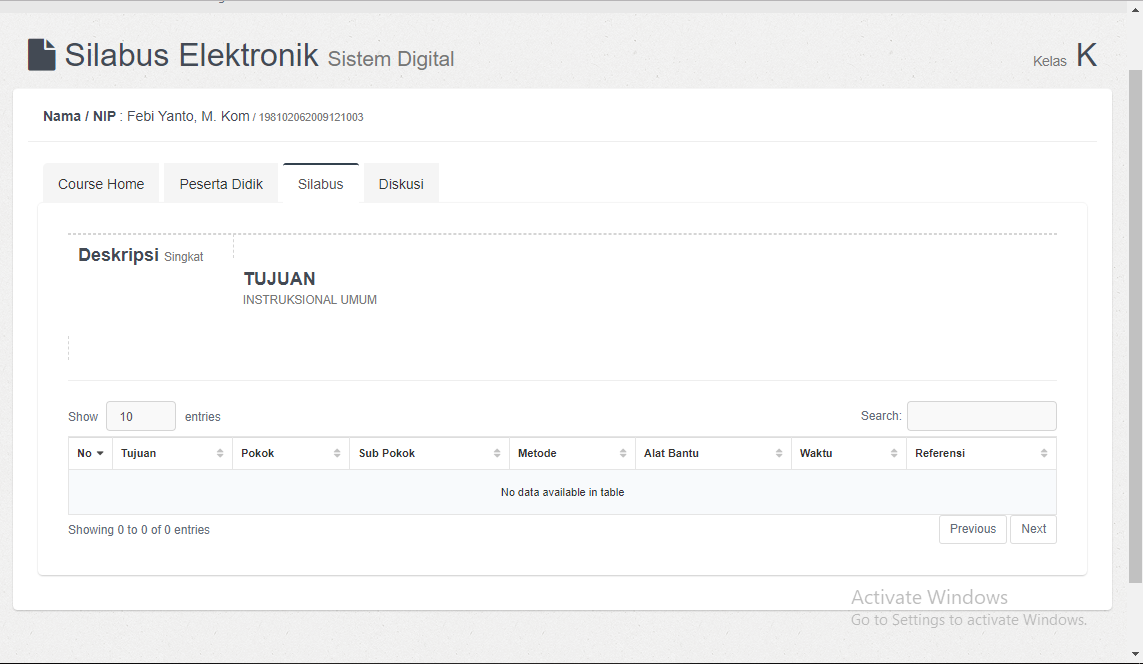 Silabus Elektronik Sistem Digital
Kelas K
Nama / NIP : Febi Yanto, M. Kom / 198102062009121003
Course Home Peserta Didik Silabus Diskusi
Deskripsi Singkat
TUJUAN
INSTRUKSIONAL UMUM
Show 10 entries
Search:
No Tujuan Pokok Sub Pokok Metode Alat Bantu Waktu Referensi
No data available in table
Showing 0 to 0 of 0 entries
Previous Next
Activate Windows
Go to Settings to activate Windows.